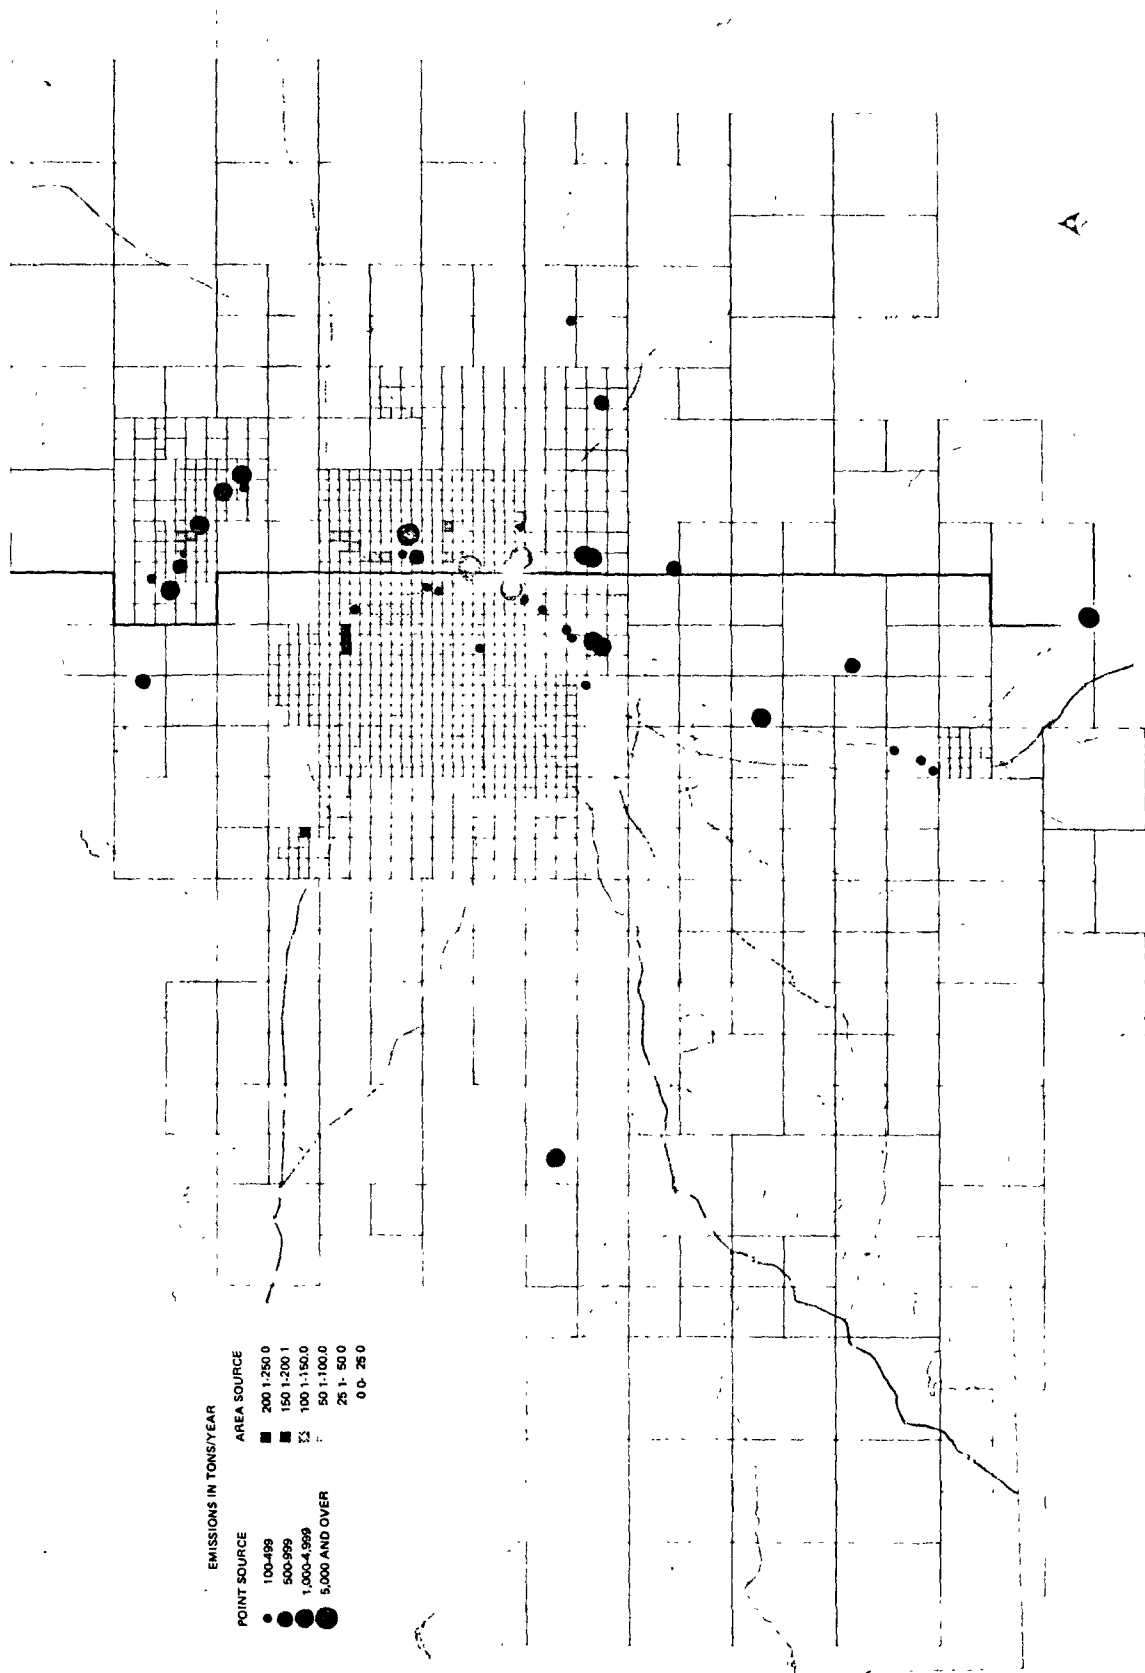 EMISSIONS IN TONS/YEAR
POINT SOURCE
100-499
500-999
1,000-4,999
5,000 AND OVER
AREA SOURCE
200 1-250 0
150 1-200 1
100 1-150.0
50 1-100.0
25 1- 50 0
0 0- 25 0